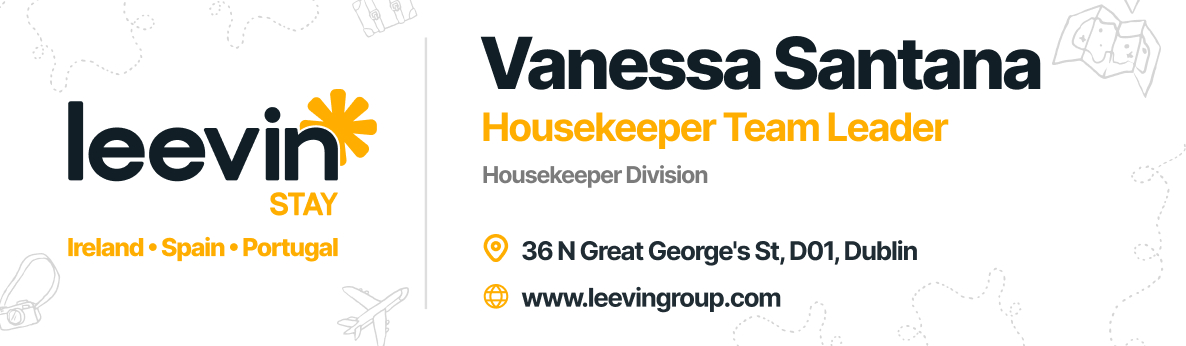 leevin
STAY
Ireland • Spain • Portugal
Vanessa Santana
Housekeeper Team Leader
Housekeeper Division
36 N Great George's St, D01, Dublin
www.leevingroup.com